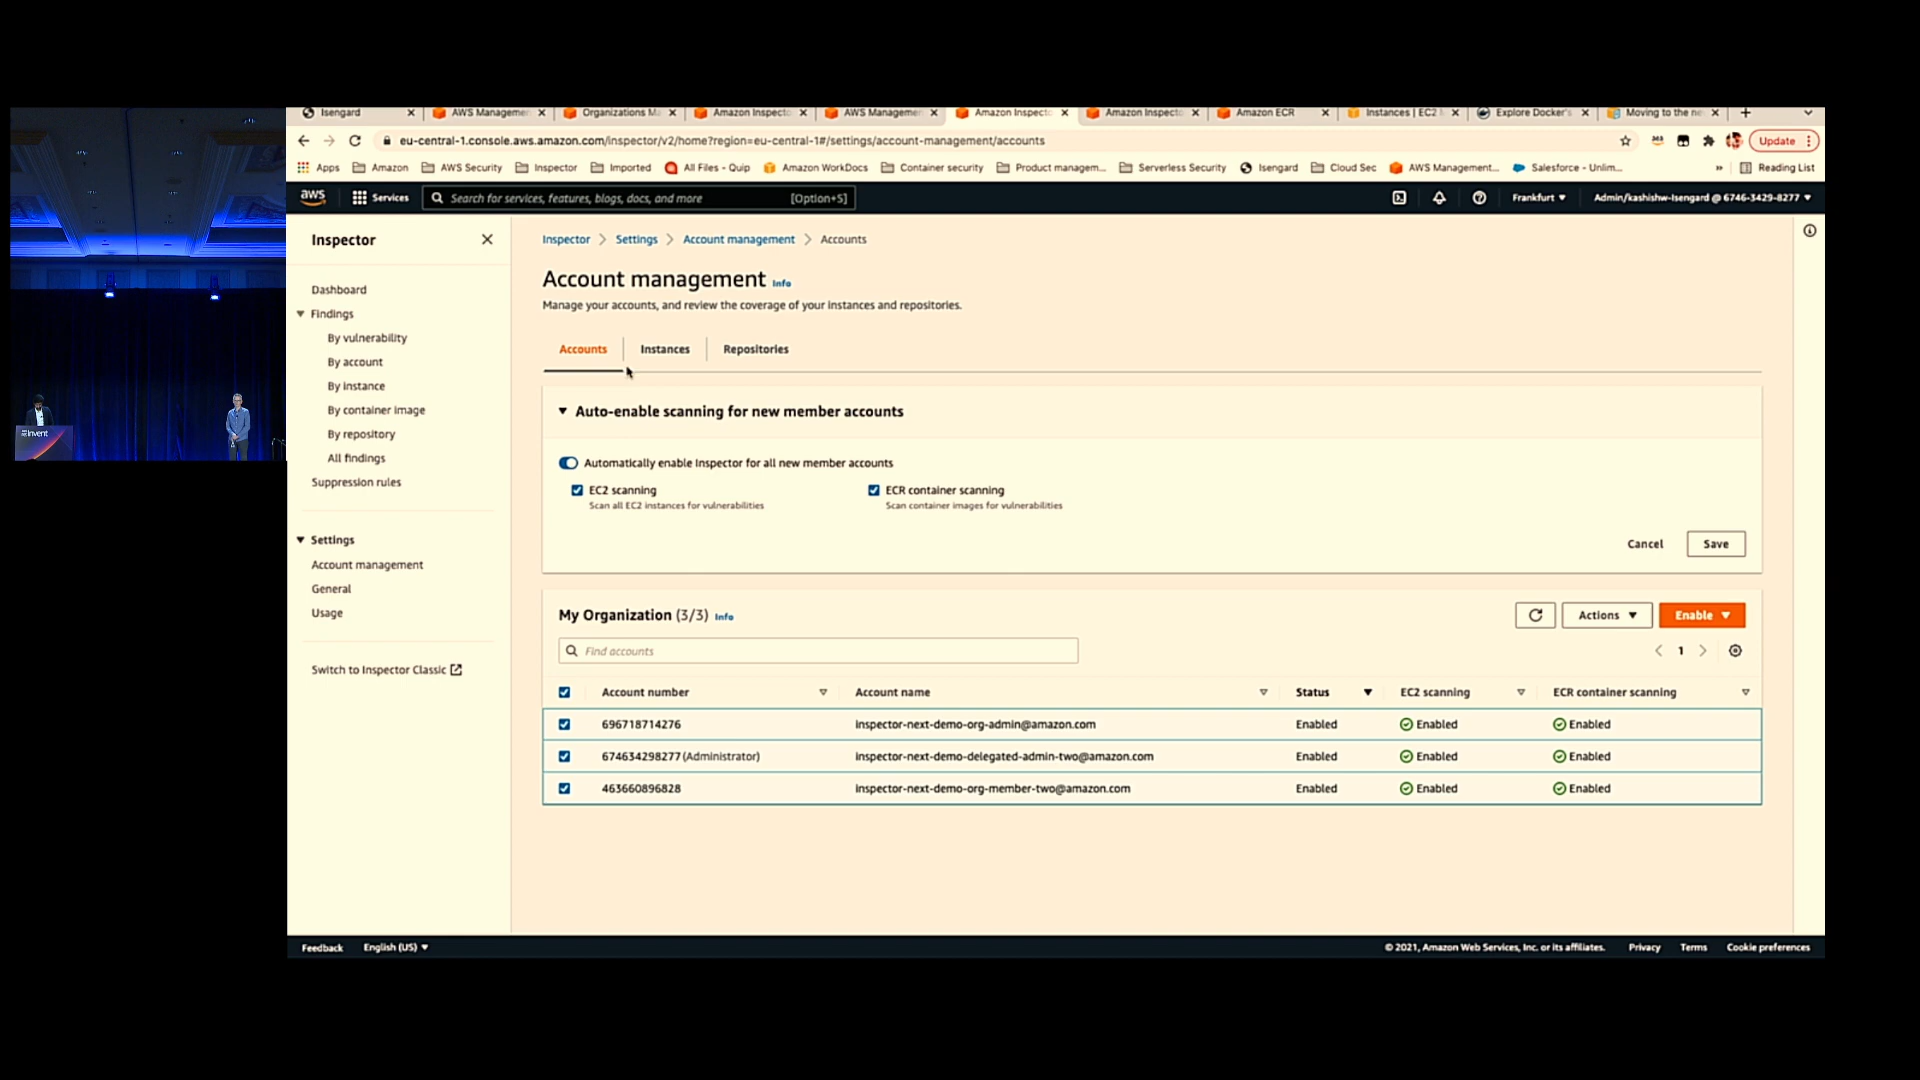 Isengard
AWS Managemen
Organizations Ma
Amazon Inspecto
AWS Managemen
Amazon Inspecto
Amazon Inspecto
Amazon ECR
Instances | EC2 M
Explore Docker's
Moving to the ne
eu-central-1.console.aws.amazon.com/inspector/v2/home?region=eu-central-1#/settings/account-management/accounts
Update
Apps
Amazon
AWS Security
Inspector
Imported
All Files - Quip
Amazon WorkDocs
Container security
Product managem...
Serverless Security
Isengard
Cloud Sec
AWS Management...
Salesforce - Unlim...
»
Reading List
aws
Services
Search for services, features, blogs, docs, and more
[Option+S]
Frankfurt
Admin/kashishw-Isengard @ 6746-3429-8277
Inspector
Dashboard
Findings
By vulnerability
By account
By instance
By container image
By repository
All findings
Suppression rules
Settings
Account management
General
Usage
Switch to Inspector Classic
Inspector
Settings
Account management
Accounts
Account management Info
Manage your accounts, and review the coverage of your instances and repositories.
Accounts
Instances
Repositories
Auto-enable scanning for new member accounts
Automatically enable Inspector for all new member accounts
EC2 scanning
Scan all EC2 instances for vulnerabilities
ECR container scanning
Scan container images for vulnerabilities
Cancel
Save
My Organization (3/3) Info
Actions
Enable
Find accounts
1
Account number
Account name
Status
EC2 scanning
ECR container scanning
696718714276
inspector-next-demo-org-admin@amazon.com
Enabled
Enabled
Enabled
674634298277 (Administrator)
inspector-next-demo-delegated-admin-two@amazon.com
Enabled
Enabled
Enabled
463660896828
inspector-next-demo-org-member-two@amazon.com
Enabled
Enabled
Enabled
Feedback
English (US)
© 2021, Amazon Web Services, Inc. or its affiliates.
Privacy
Terms
Cookie preferences
re:Invent